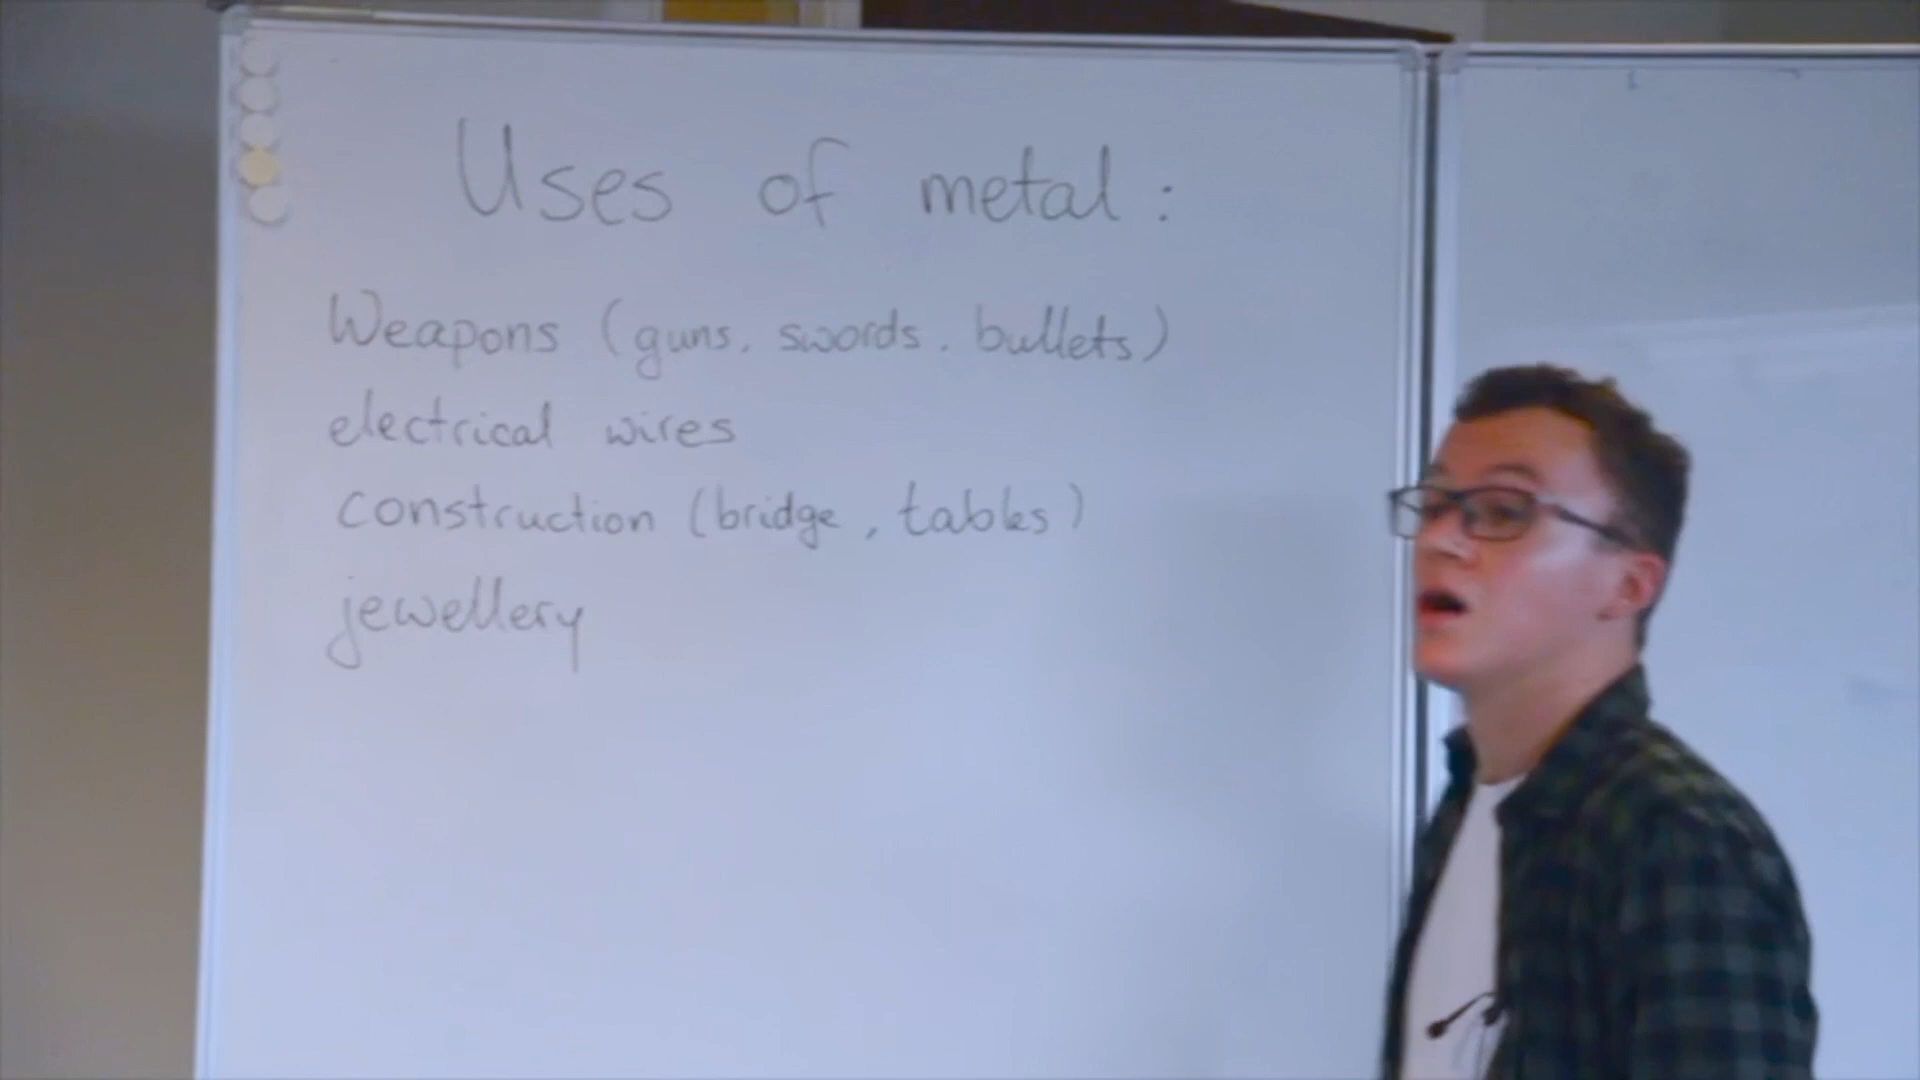 Uses of metal:
Weapons (guns, swords, bullets)
electrical wires
construction (bridge, tables)
jewellery